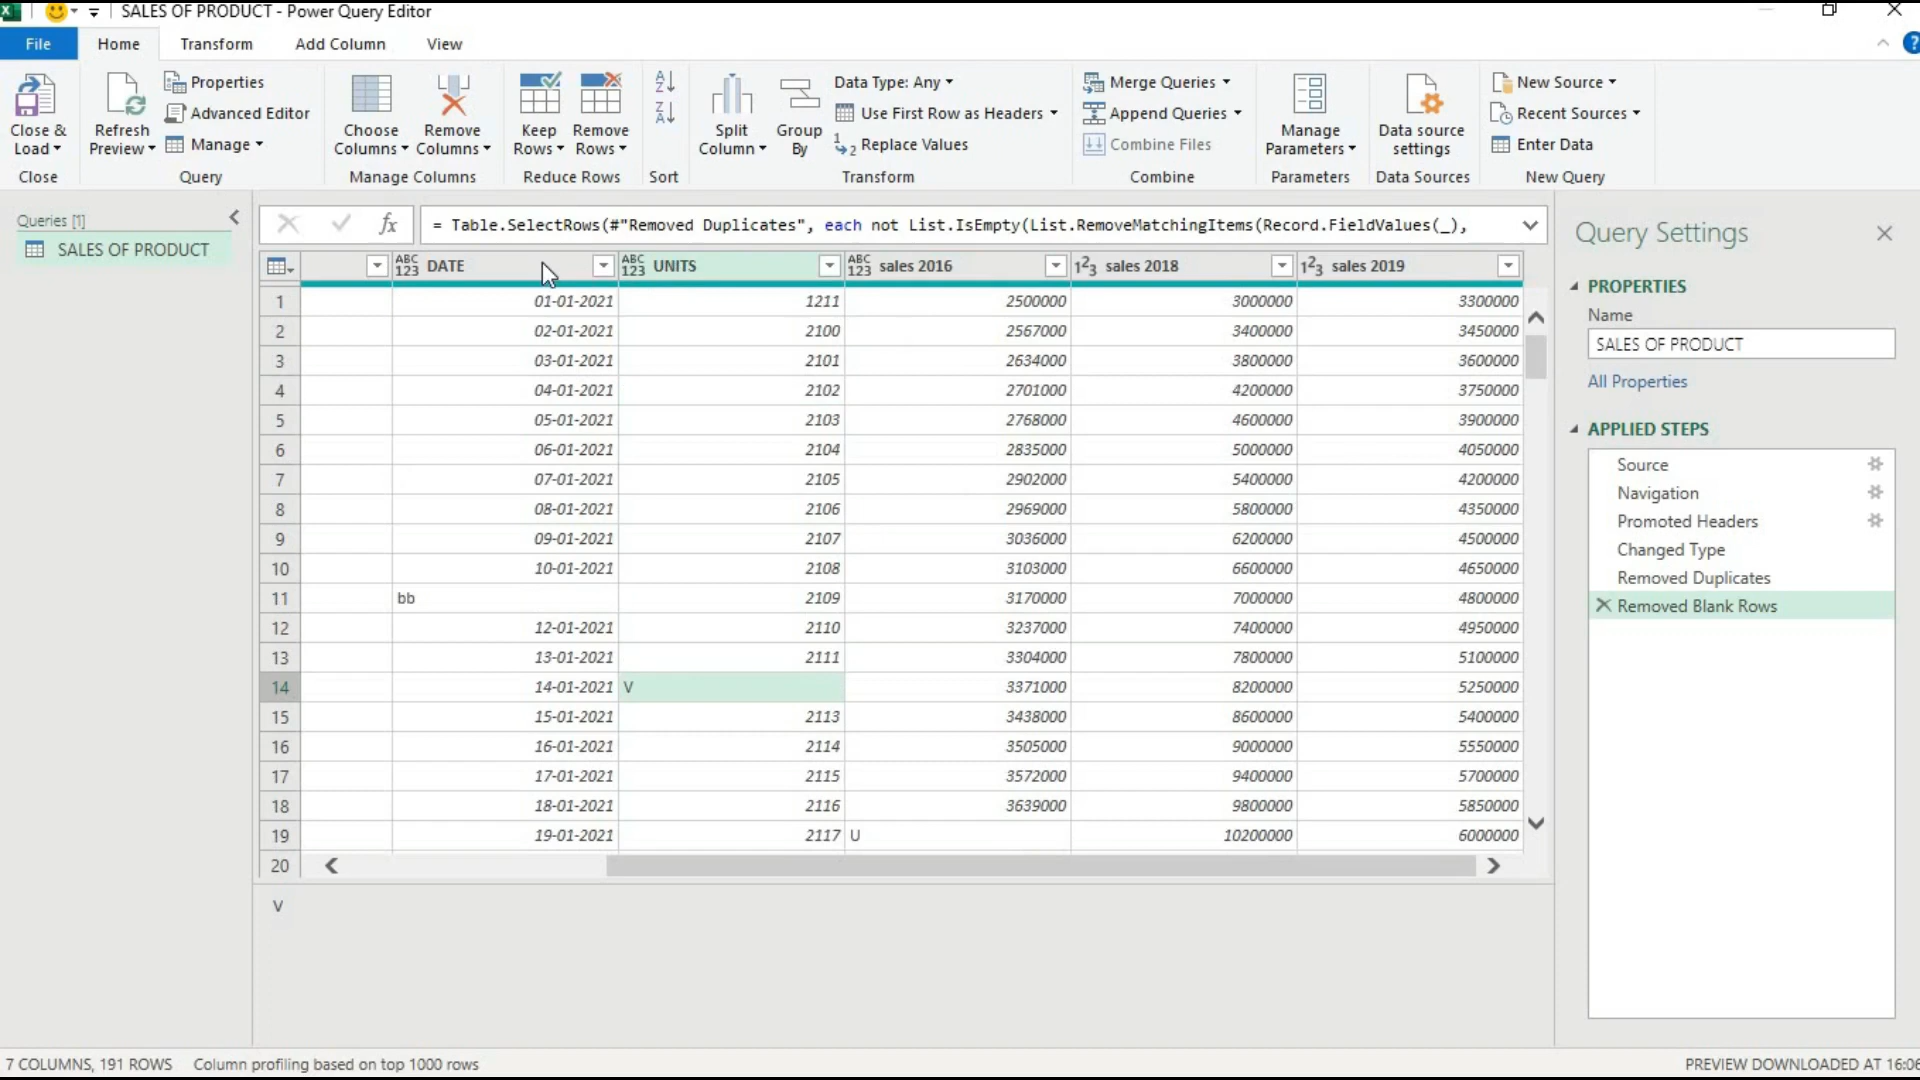 SALES OF PRODUCT - Power Query Editor
File Home Transform Add Column View
Close & Load
Close
Refresh Preview
Properties
Advanced Editor
Manage
Query
Choose Columns
Remove Columns
Manage Columns
Keep Rows
Remove Rows
Reduce Rows
A Z
Z A
Sort
Split Column
Group By
Data Type: Any
Use First Row as Headers
1 2 Replace Values
Transform
Merge Queries
Append Queries
Combine Files
Combine
Manage Parameters
Parameters
Data source settings
Data Sources
New Source
Recent Sources
Enter Data
New Query
Queries [1]
SALES OF PRODUCT
fx = Table.SelectRows(#"Removed Duplicates", each not List.IsEmpty(List.RemoveMatchingItems(Record.FieldValues(_),
ABC 123 DATE ABC 123 UNITS ABC 123 sales 2016 123 sales 2018 123 sales 2019
1 01-01-2021 1211 2500000 3000000 3300000
2 02-01-2021 2100 2567000 3400000 3450000
3 03-01-2021 2101 2634000 3800000 3600000
4 04-01-2021 2102 2701000 4200000 3750000
5 05-01-2021 2103 2768000 4600000 3900000
6 06-01-2021 2104 2835000 5000000 4050000
7 07-01-2021 2105 2902000 5400000 4200000
8 08-01-2021 2106 2969000 5800000 4350000
9 09-01-2021 2107 3036000 6200000 4500000
10 10-01-2021 2108 3103000 6600000 4650000
11 bb 2109 3170000 7000000 4800000
12 12-01-2021 2110 3237000 7400000 4950000
13 13-01-2021 2111 3304000 7800000 5100000
14 14-01-2021 V 3371000 8200000 5250000
15 15-01-2021 2113 3438000 8600000 5400000
16 16-01-2021 2114 3505000 9000000 5550000
17 17-01-2021 2115 3572000 9400000 5700000
18 18-01-2021 2116 3639000 9800000 5850000
19 19-01-2021 2117 U 10200000 6000000
20
V
Query Settings
PROPERTIES
Name
SALES OF PRODUCT
All Properties
APPLIED STEPS
Source
Navigation
Promoted Headers
Changed Type
Removed Duplicates
Removed Blank Rows
7 COLUMNS, 191 ROWS Column profiling based on top 1000 rows PREVIEW DOWNLOADED AT 16:06